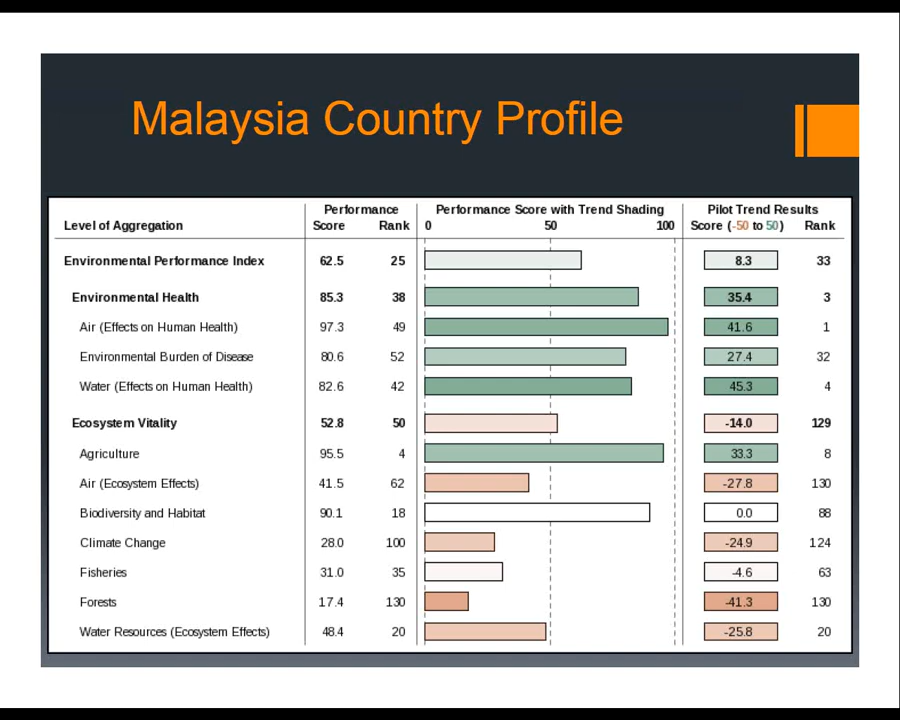 Malaysia Country Profile
Performance Performance Score with Trend Shading Pilot Trend Results
Level of Aggregation Score Rank 0 50 100 Score (-50 to 50) Rank
Environmental Performance Index 62.5 25 8.3 33
Environmental Health 85.3 38 35.4 3
Air (Effects on Human Health) 97.3 49 41.6 1
Environmental Burden of Disease 80.6 52 27.4 32
Water (Effects on Human Health) 82.6 42 45.3 4
Ecosystem Vitality 52.8 50 -14.0 129
Agriculture 95.5 4 33.3 8
Air (Ecosystem Effects) 41.5 62 -27.8 130
Biodiversity and Habitat 90.1 18 0.0 88
Climate Change 28.0 100 -24.9 124
Fisheries 31.0 35 -4.6 63
Forests 17.4 130 -41.3 130
Water Resources (Ecosystem Effects) 48.4 20 -25.8 20